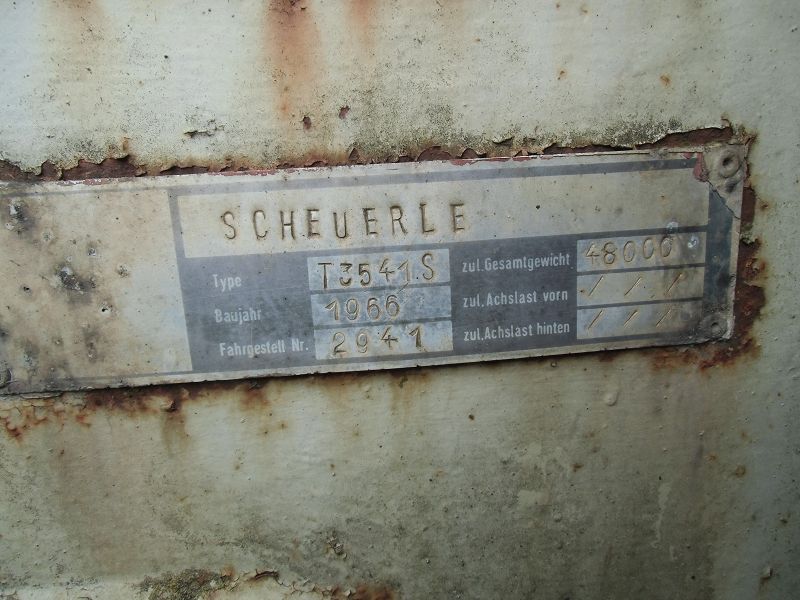 SCHEUERLE
Type T3541S zul.Gesamtgewicht 48000
Baujahr 1966 zul.Achslast vorn / / /
Fahrgestell Nr. 2941 zul.Achslast hinten / / /